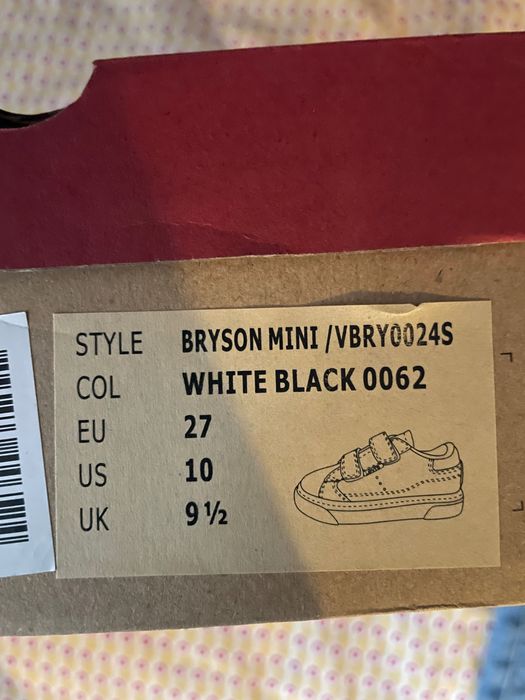 STYLE BRYSON MINI /VBRY0024S
COL WHITE BLACK 0062
EU 27
US 10
UK 9 ½